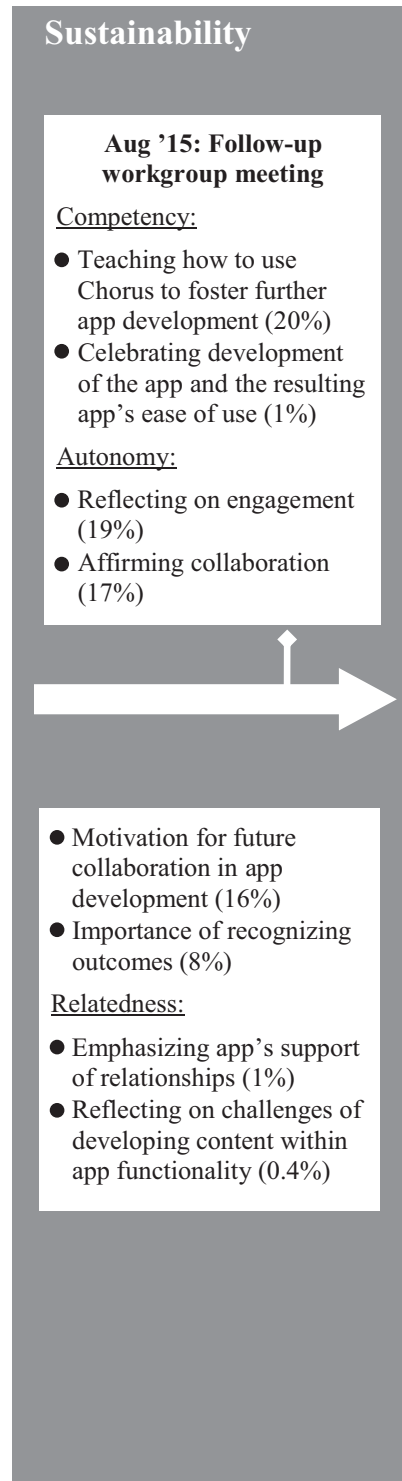 Sustainability
Aug ’15: Follow-up
workgroup meeting
Competency:
● Teaching how to use
Chorus to foster further
app development (20%)
● Celebrating development
of the app and the resulting
app’s ease of use (1%)
Autonomy:
● Reflecting on engagement
(19%)
● Affirming collaboration
(17%)
● Motivation for future
collaboration in app
development (16%)
● Importance of recognizing
outcomes (8%)
Relatedness:
● Emphasizing app’s support
of relationships (1%)
● Reflecting on challenges of
developing content within
app functionality (0.4%)